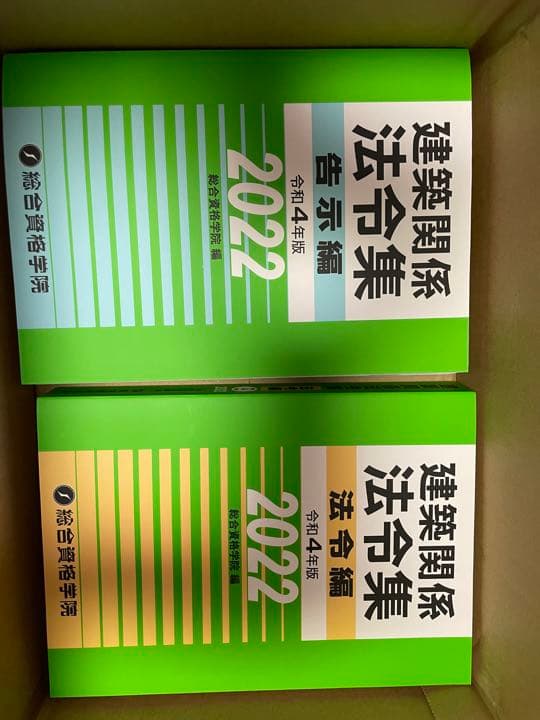 建築関係
法令集
告示編
令和4年版
2022
総合資格学院 編
総合資格学院
建築関係
法令集
法令編
令和4年版
2022
総合資格学院 編
総合資格学院